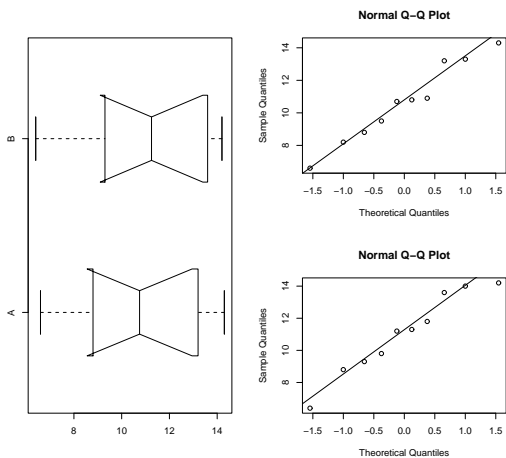 B
A
8 10 12 14
Normal Q−Q Plot
Sample Quantiles
14
12
10
8
−1.5 −1.0 −0.5 0.0 0.5 1.0 1.5
Theoretical Quantiles
Normal Q−Q Plot
Sample Quantiles
14
12
10
8
−1.5 −1.0 −0.5 0.0 0.5 1.0 1.5
Theoretical Quantiles